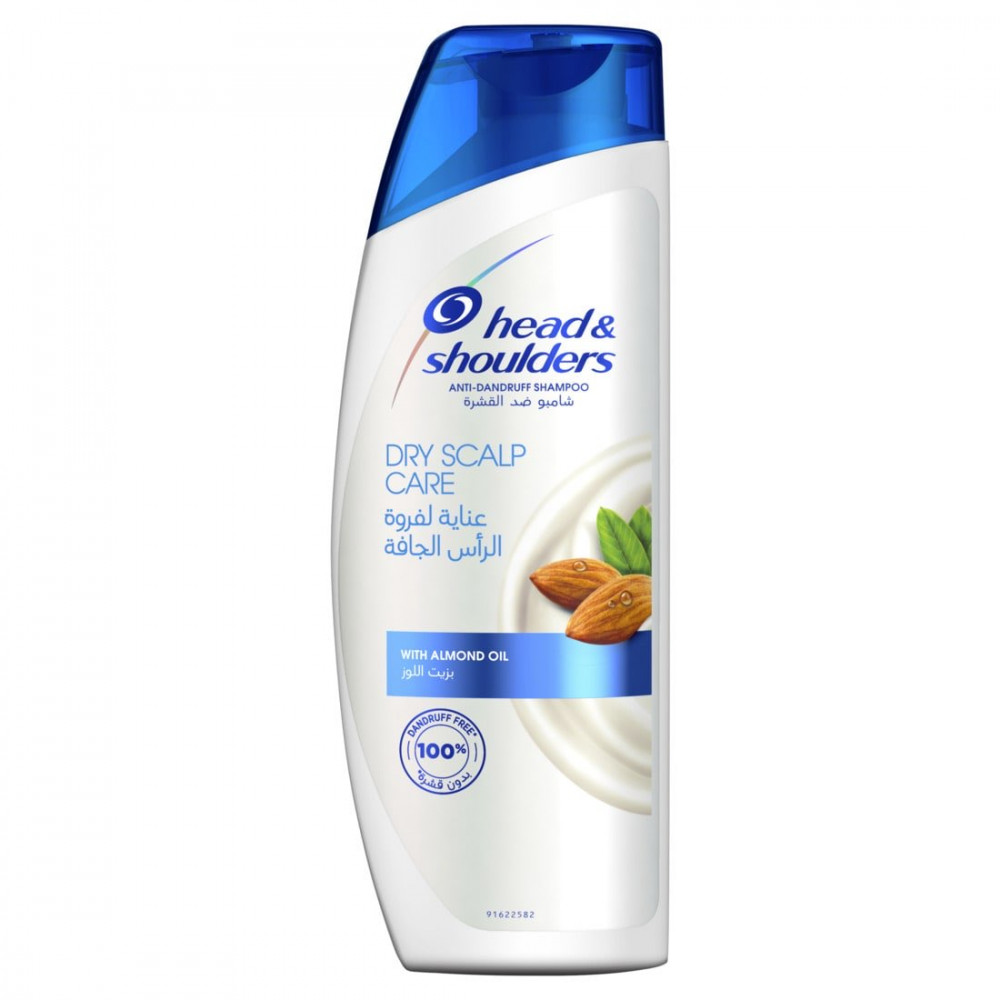 head &
shoulders
ANTI-DANDRUFF SHAMPOO
شامبو ضد القشرة
DRY SCALP
CARE
عناية لفروة
الرأس الجافة
WITH ALMOND OIL
بزيت اللوز
DANDRUFF FREE*
100%
*بدون قشرة
91622582